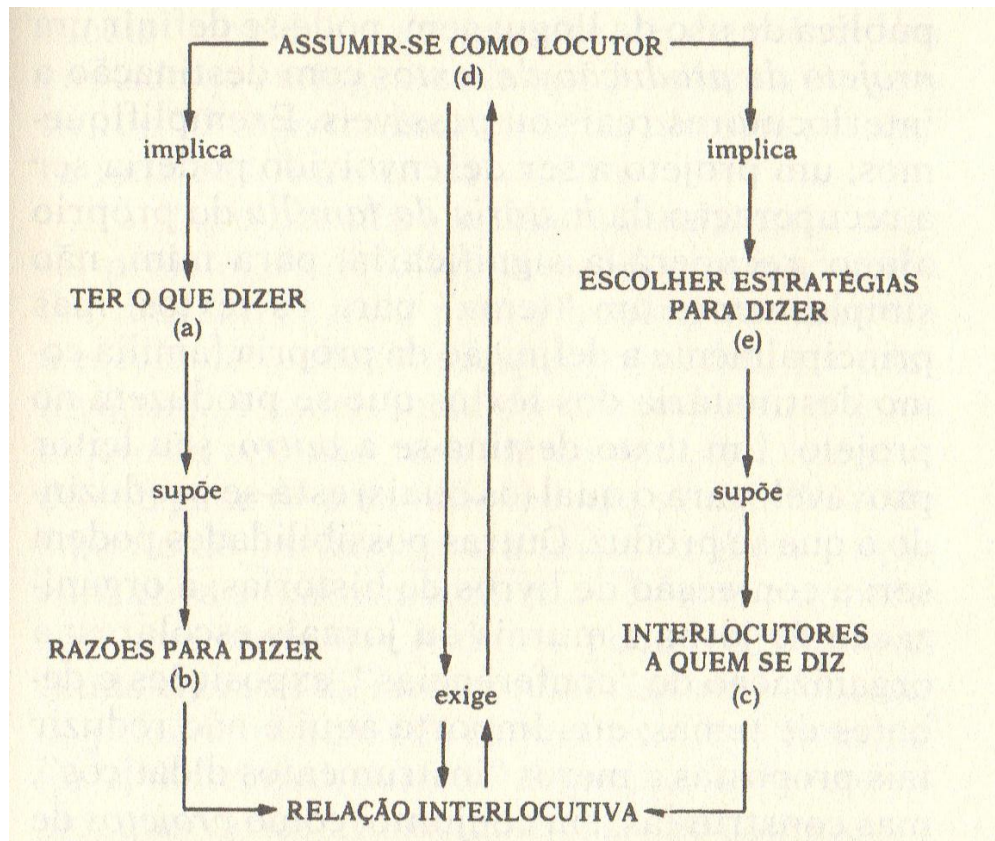 ASSUMIR-SE COMO LOCUTOR
(d)
implica
implica
TER O QUE DIZER
(a)
ESCOLHER ESTRATÉGIAS
PARA DIZER
(e)
supõe
supõe
RAZÕES PARA DIZER
(b)
INTERLOCUTORES
A QUEM SE DIZ
(c)
exige
RELAÇÃO INTERLOCUTIVA